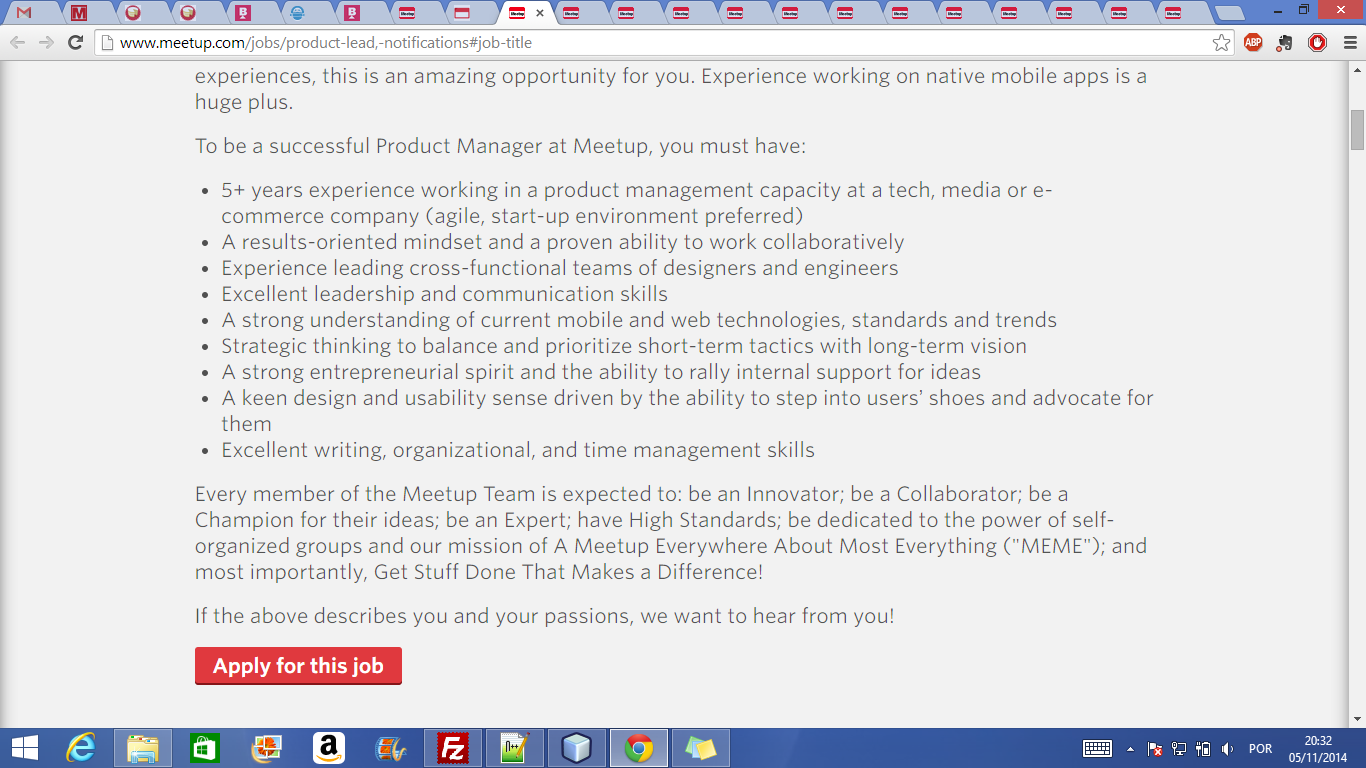 www.meetup.com/jobs/product-lead,-notifications#job-title
ABP
experiences, this is an amazing opportunity for you. Experience working on native mobile apps is a
huge plus.
To be a successful Product Manager at Meetup, you must have:
• 5+ years experience working in a product management capacity at a tech, media or e-
commerce company (agile, start-up environment preferred)
• A results-oriented mindset and a proven ability to work collaboratively
• Experience leading cross-functional teams of designers and engineers
• Excellent leadership and communication skills
• A strong understanding of current mobile and web technologies, standards and trends
• Strategic thinking to balance and prioritize short-term tactics with long-term vision
• A strong entrepreneurial spirit and the ability to rally internal support for ideas
• A keen design and usability sense driven by the ability to step into users' shoes and advocate for
them
• Excellent writing, organizational, and time management skills
Every member of the Meetup Team is expected to: be an Innovator; be a Collaborator; be a
Champion for their ideas; be an Expert; have High Standards; be dedicated to the power of self-
organized groups and our mission of A Meetup Everywhere About Most Everything ("MEME"); and
most importantly, Get Stuff Done That Makes a Difference!
If the above describes you and your passions, we want to hear from you!
Apply for this job
POR
20:32
05/11/2014